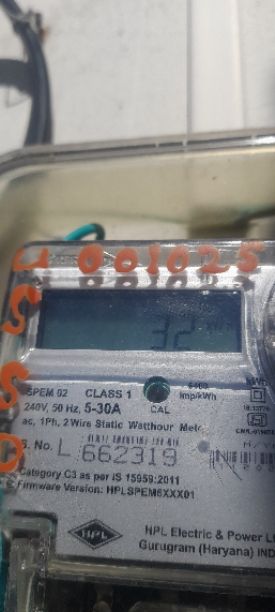 J 001025
32
SPEM 02 CLASS 1 6400
240V, 50 Hz, 5-30A imp/kWh
CAL
ac, 1Ph, 2 Wire Static Watthour Mete
S. No. L 662319
Category C3 as per IS 15959:2011
Firmware Version: HPLSPEM6XXX01
HPL HPL Electric & Power L
Gurugram (Haryana) IND